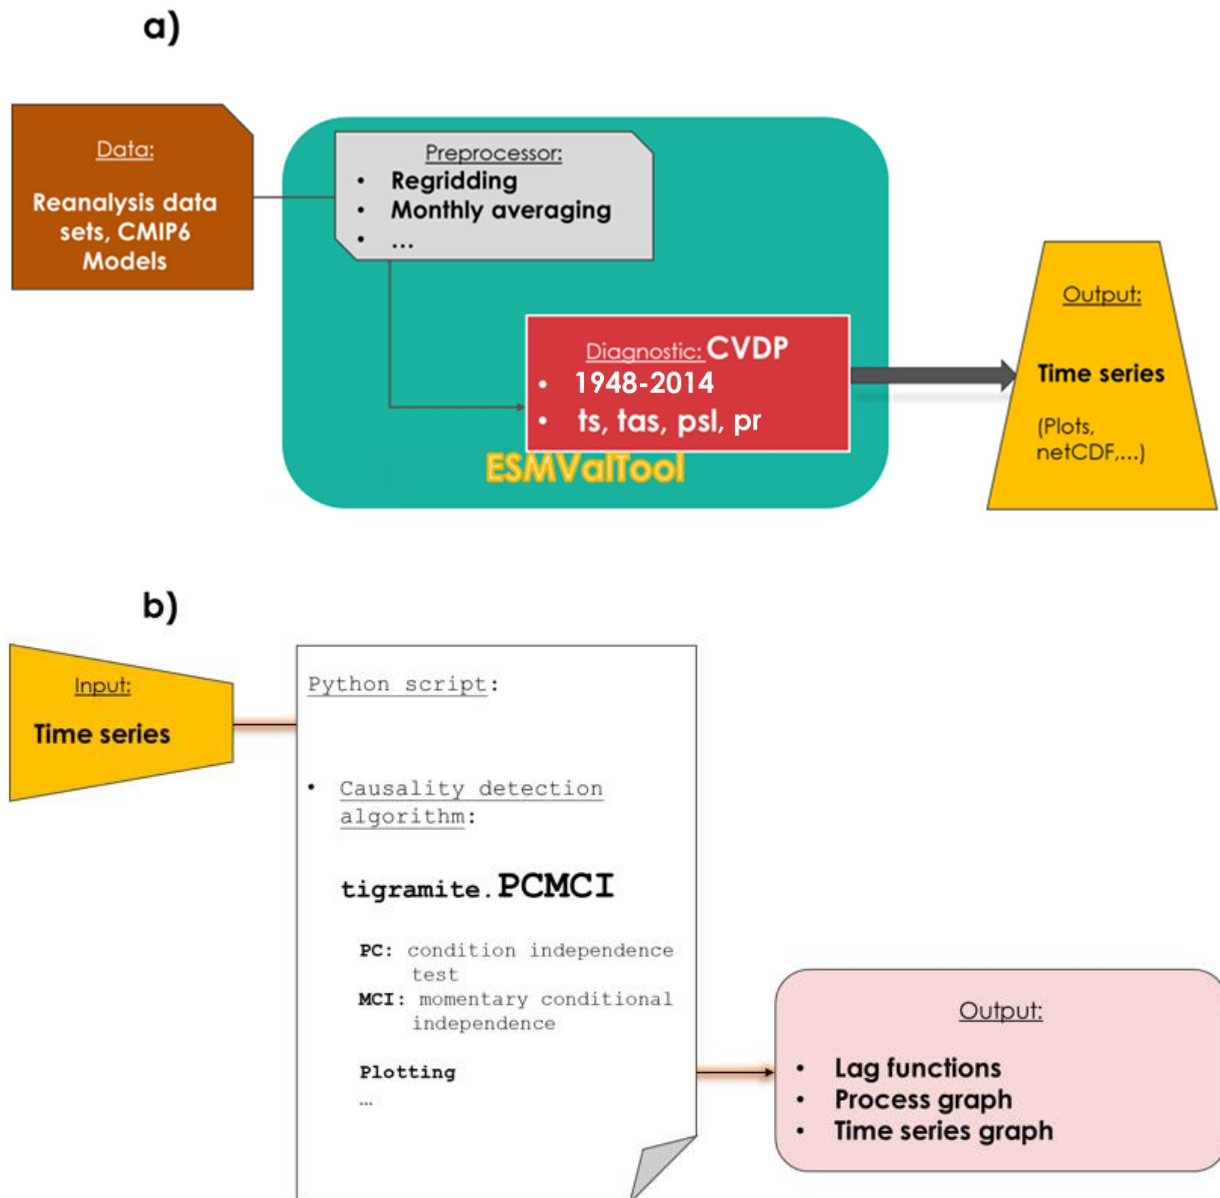 a)
Data:
Reanalysis data
sets, CMIP6
Models
Preprocessor:
• Regridding
• Monthly averaging
• ...
Diagnostic: CVDP
• 1948-2014
• ts, tas, psl, pr
ESMValTool
Output:
Time series
(Plots,
netCDF,...)
b)
Input:
Time series
Python script:
• Causality detection
algorithm:
tigramite.PCMCI
PC: condition independence
test
MCI: momentary conditional
independence
Plotting
...
Output:
• Lag functions
• Process graph
• Time series graph